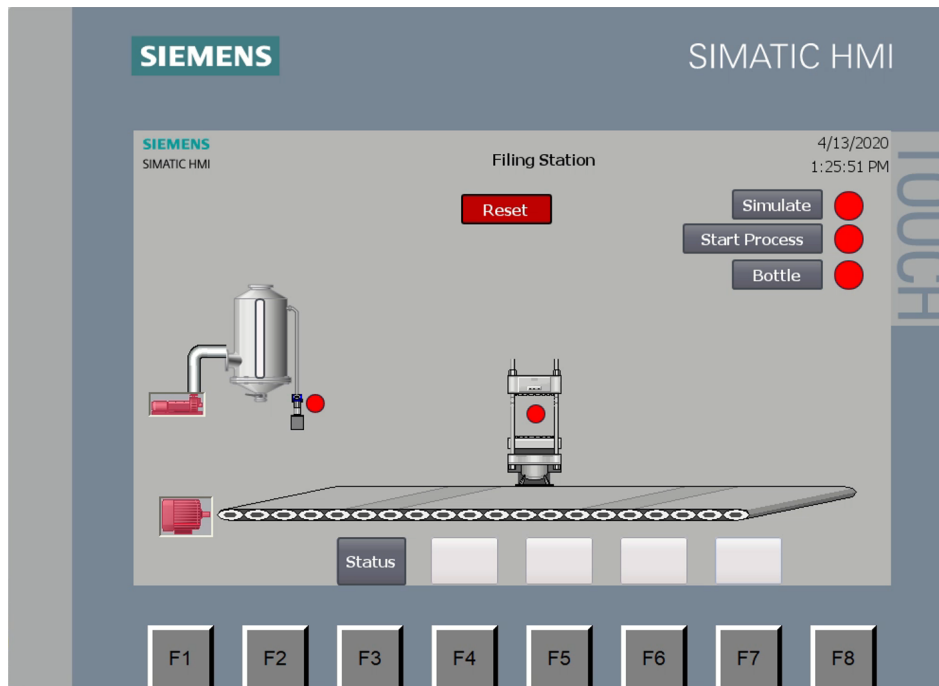 SIEMENS
SIMATIC HMI
SIEMENS
SIMATIC HMI
Filing Station
4/13/2020
1:25:51 PM
TOUCH
Reset
Simulate
Start Process
Bottle
Status
F1
F2
F3
F4
F5
F6
F7
F8